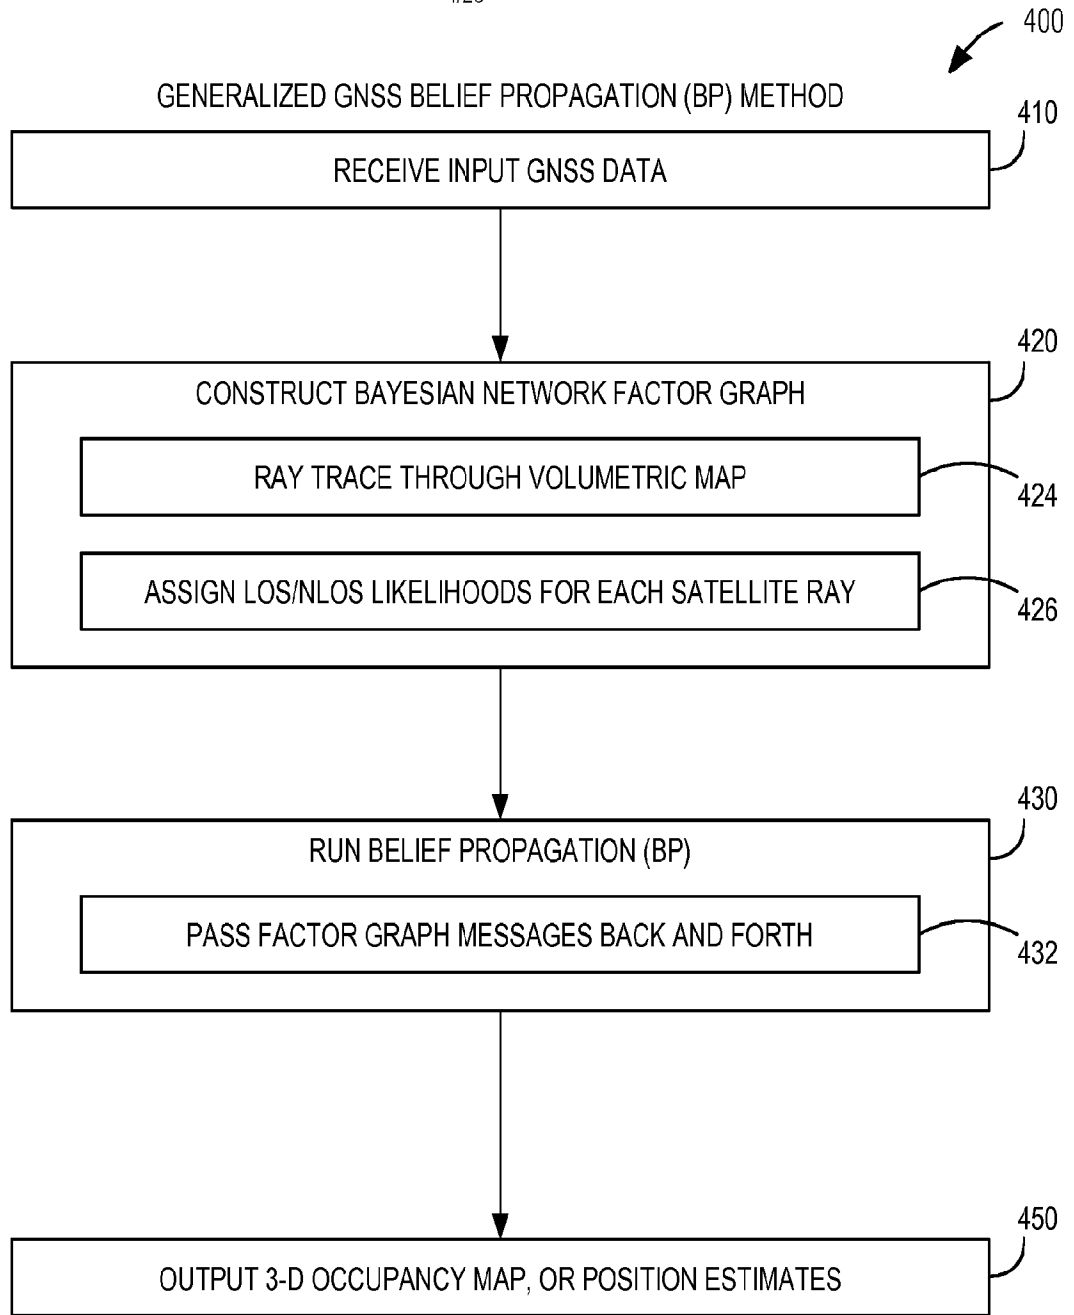 400
GENERALIZED GNSS BELIEF PROPAGATION (BP) METHOD
410
RECEIVE INPUT GNSS DATA
420
CONSTRUCT BAYESIAN NETWORK FACTOR GRAPH
RAY TRACE THROUGH VOLUMETRIC MAP
424
ASSIGN LOS/NLOS LIKELIHOODS FOR EACH SATELLITE RAY
426
430
RUN BELIEF PROPAGATION (BP)
PASS FACTOR GRAPH MESSAGES BACK AND FORTH
432
450
OUTPUT 3-D OCCUPANCY MAP, OR POSITION ESTIMATES